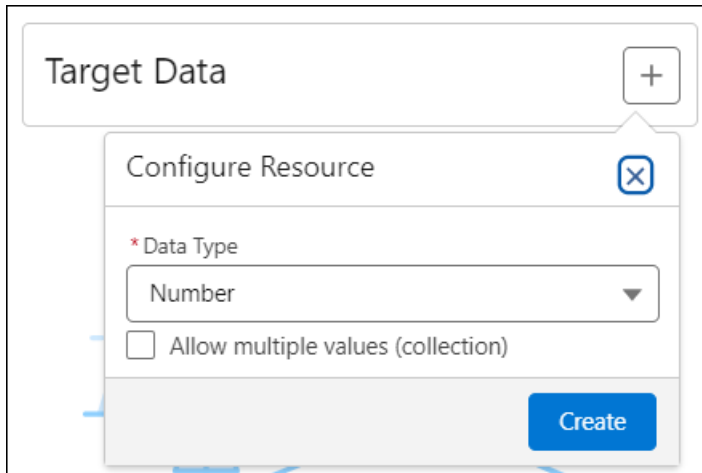 Target Data
Configure Resource
* Data Type
Number
Allow multiple values (collection)
Create